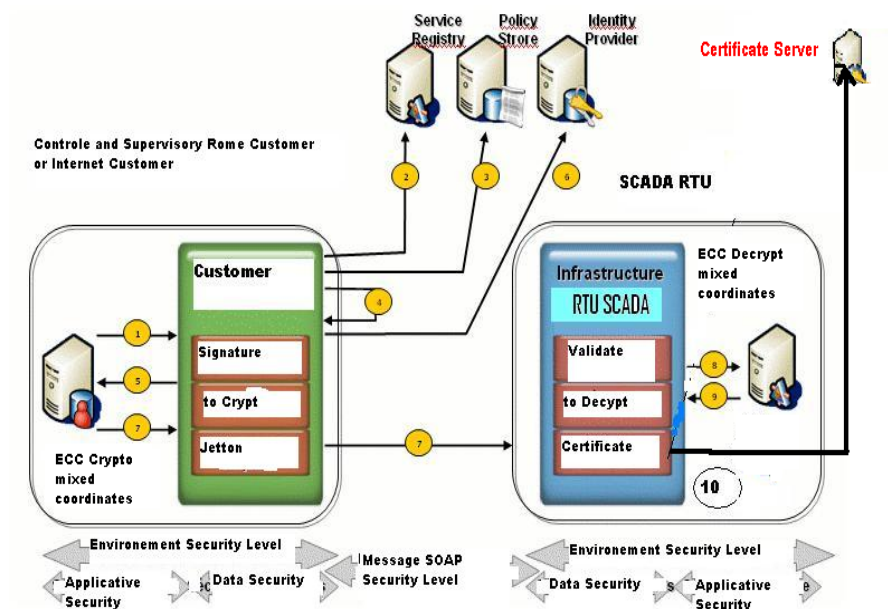 Service
Registry
Policy
Strore
Identity
Provider
Certificate Server
Controle and Supervisory Rome Customer
or Internet Customer
2
3
6
SCADA RTU
Customer
4
1
Signature
5
to Crypt
7
Jetton
ECC Crypto
mixed
coordinates
7
Infrastructure
RTU SCADA
ECC Decrypt
mixed
coordinates
Validate
8
to Decypt
9
Certificate
10
Environement Security Level
Message SOAP
Security Level
Environement Security Level
Applicative
Security
Data Security
Data Security
Applicative
Security